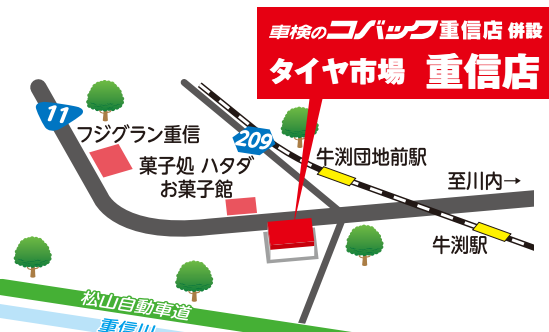 車検のコバック重信店 併設
タイヤ市場 重信店
11
フジグラン重信
209
菓子処 ハタダ
お菓子館
牛渕団地前駅
至川内→
牛渕駅
松山自動車道
重信川